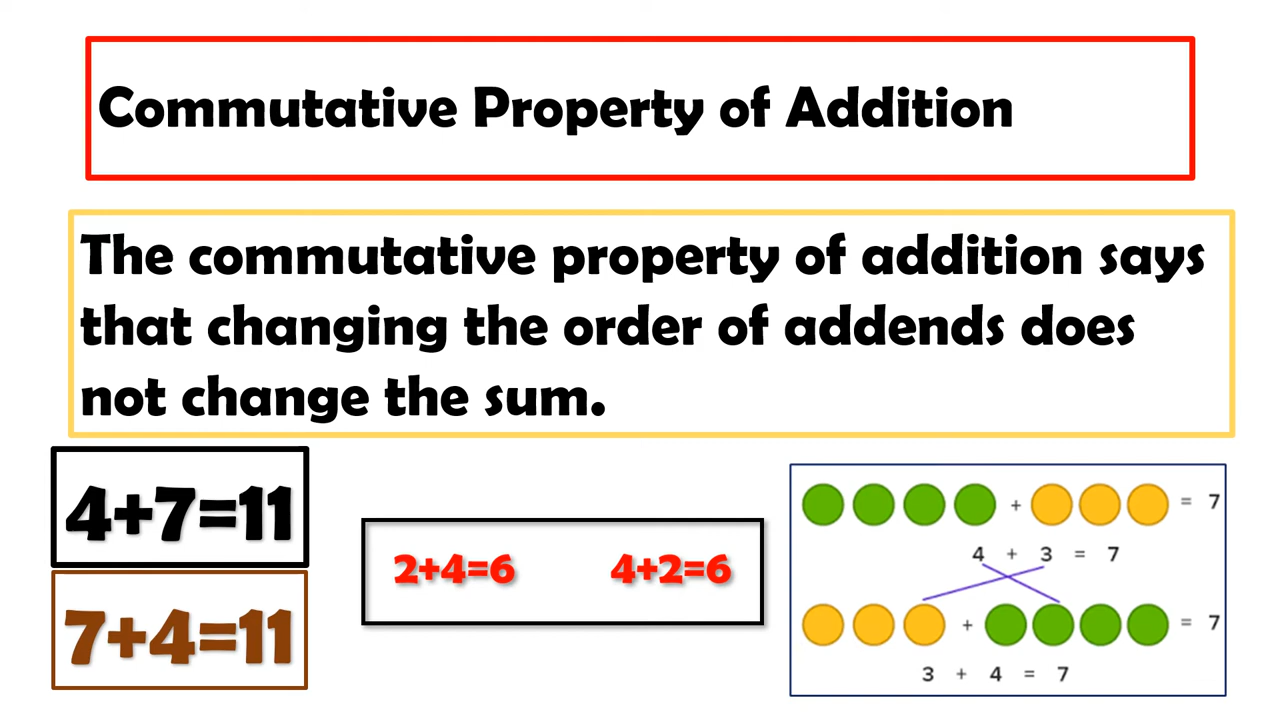 Commutative Property of Addition
The commutative property of addition says
that changing the order of addends does
not change the sum.
4+7=11
7+4=11
2+4=6 4+2=6
+ = 7
4 + 3 = 7
+ = 7
3 + 4 = 7